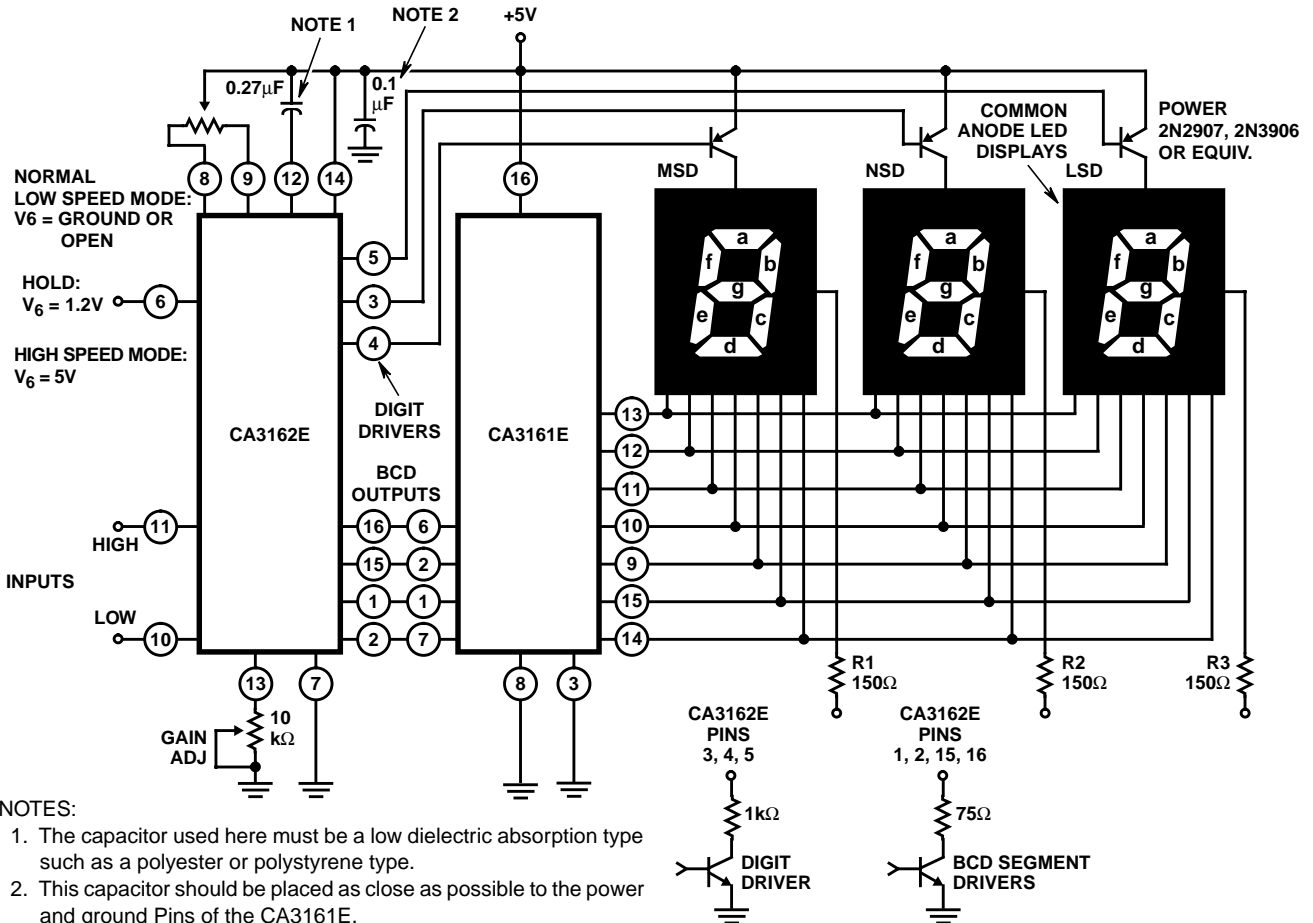 NOTE 1
NOTE 2
+5V
0.27µF
0.1
µF
COMMON
ANODE LED
DISPLAYS
POWER
2N2907, 2N3906
OR EQUIV.
8
9
12
14
16
MSD
NSD
LSD
NORMAL
LOW SPEED MODE:
V6 = GROUND OR
OPEN
HOLD:
V6 = 1.2V
6
HIGH SPEED MODE:
V6 = 5V
5
3
4
DIGIT
DRIVERS
CA3162E
CA3161E
BCD
OUTPUTS
a
b
c
d
e
f
g
a
b
c
d
e
f
g
a
b
c
d
e
f
g
13
12
11
10
9
15
14
11
HIGH
INPUTS
LOW
10
16
6
15
2
1
1
2
7
13
7
8
3
GAIN
ADJ
10
kΩ
R1
150Ω
R2
150Ω
R3
150Ω
CA3162E
PINS
3, 4, 5
1kΩ
DIGIT
DRIVER
CA3162E
PINS
1, 2, 15, 16
75Ω
BCD SEGMENT
DRIVERS
NOTES:
1. The capacitor used here must be a low dielectric absorption type
such as a polyester or polystyrene type.
2. This capacitor should be placed as close as possible to the power
and ground Pins of the CA3161E.